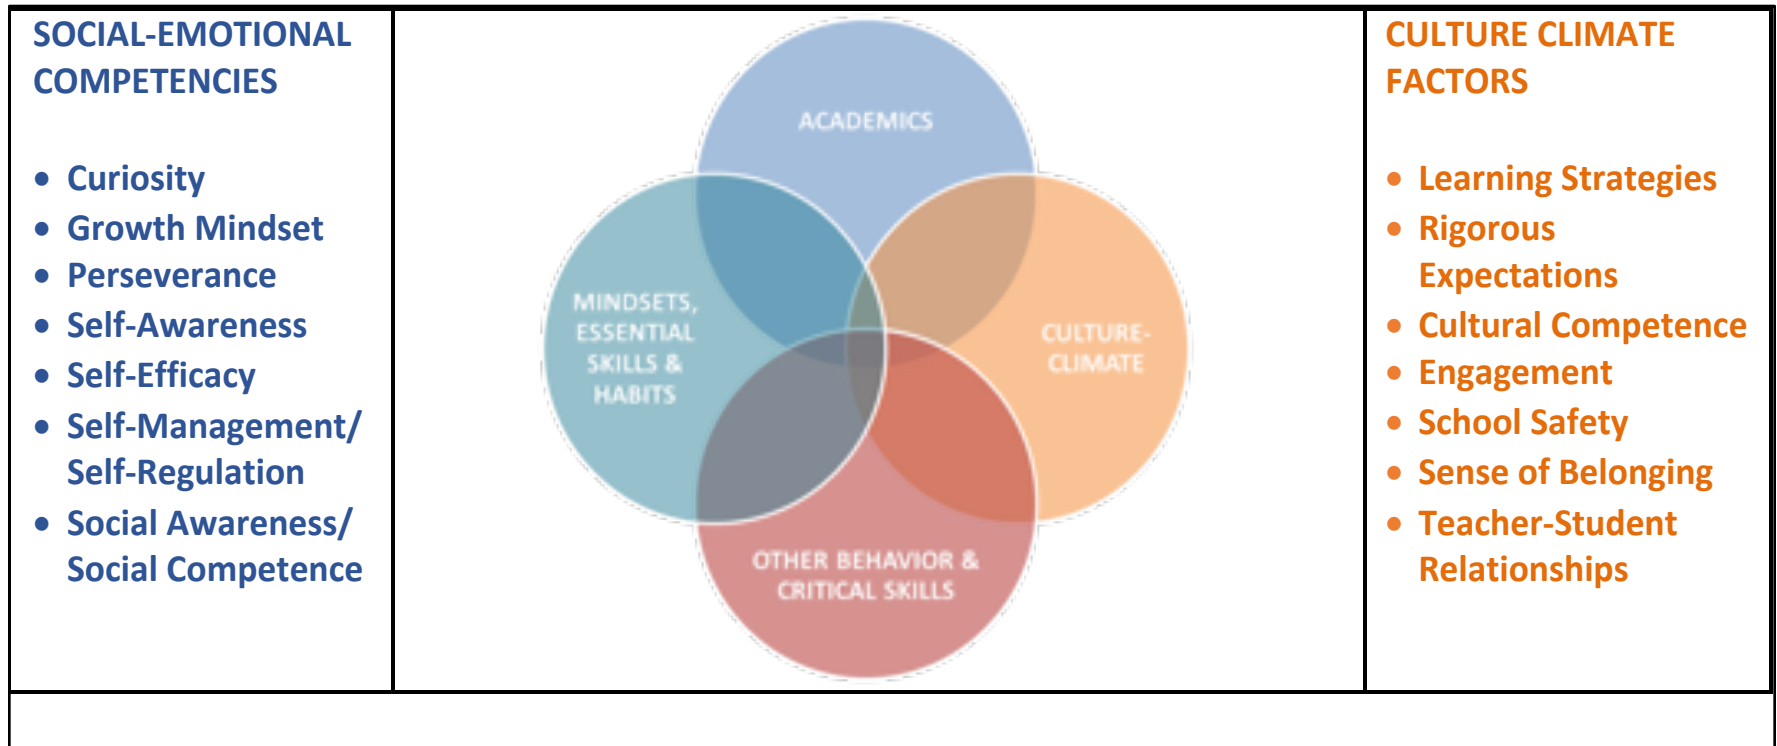 SOCIAL-EMOTIONAL
COMPETENCIES
• Curiosity
• Growth Mindset
• Perseverance
• Self-Awareness
• Self-Efficacy
• Self-Management/
Self-Regulation
• Social Awareness/
Social Competence
ACADEMICS
MINDSETS,
ESSENTIAL
SKILLS &
HABITS
CULTURE-
CLIMATE
OTHER BEHAVIOR &
CRITICAL SKILLS
CULTURE CLIMATE
FACTORS
• Learning Strategies
• Rigorous
Expectations
• Cultural Competence
• Engagement
• School Safety
• Sense of Belonging
• Teacher-Student
Relationships